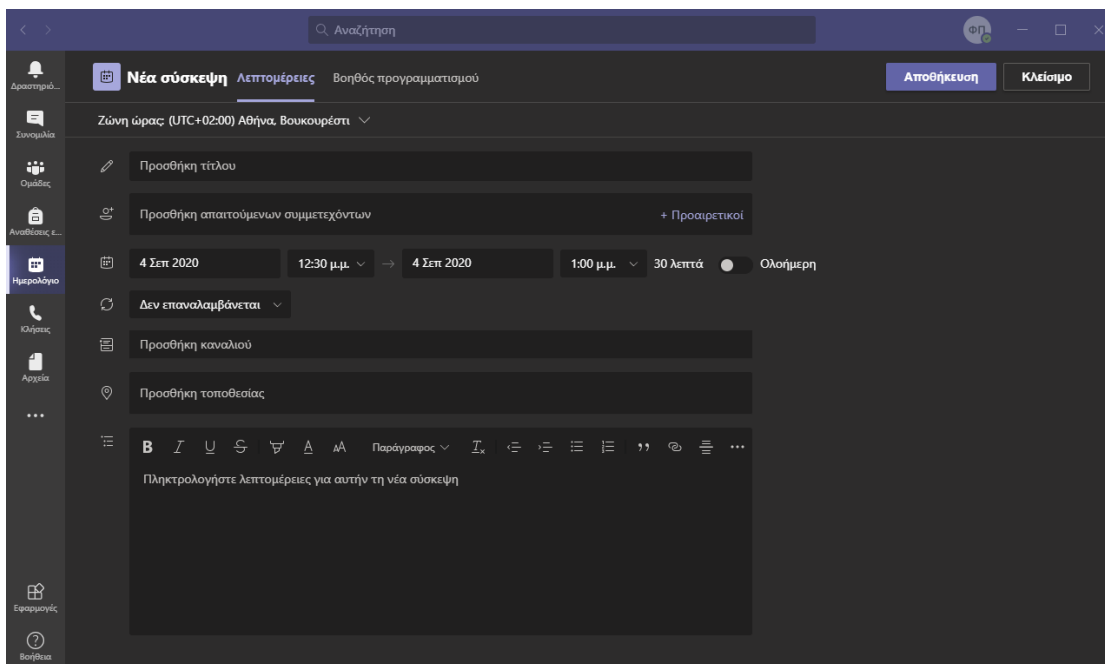 Αναζήτηση
ΦΠ
Δραστηριό...
Συνομιλία
Ομάδες
Αναθέσεις ε...
Ημερολόγιο
Κλήσεις
Αρχεία
Εφαρμογές
Βοήθεια
Νέα σύσκεψη Λεπτομέρειες Βοηθός προγραμματισμού Αποθήκευση Κλείσιμο
Ζώνη ώρας: (UTC+02:00) Αθήνα, Βουκουρέστι
Προσθήκη τίτλου
Προσθήκη απαιτούμενων συμμετεχόντων + Προαιρετικοί
4 Σεπ 2020 12:30 μ.μ. → 4 Σεπ 2020 1:00 μ.μ. 30 λεπτά Ολοήμερη
Δεν επαναλαμβάνεται
Προσθήκη καναλιού
Προσθήκη τοποθεσίας
B I U S A AA Παράγραφος
Πληκτρολογήστε λεπτομέρειες για αυτήν τη νέα σύσκεψη